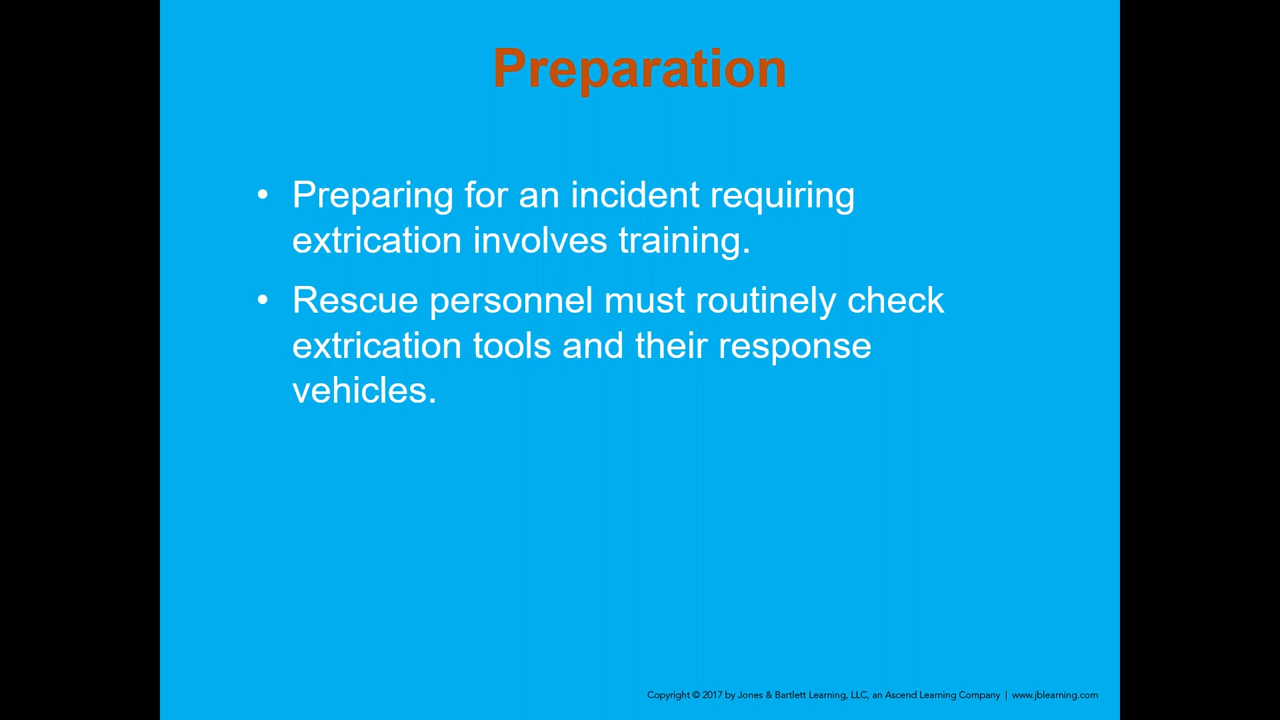 Preparation
• Preparing for an incident requiring
extrication involves training.
• Rescue personnel must routinely check
extrication tools and their response
vehicles.
Copyright © 2017 by Jones & Bartlett Learning, LLC, an Ascend Learning Company | www.jblearning.com